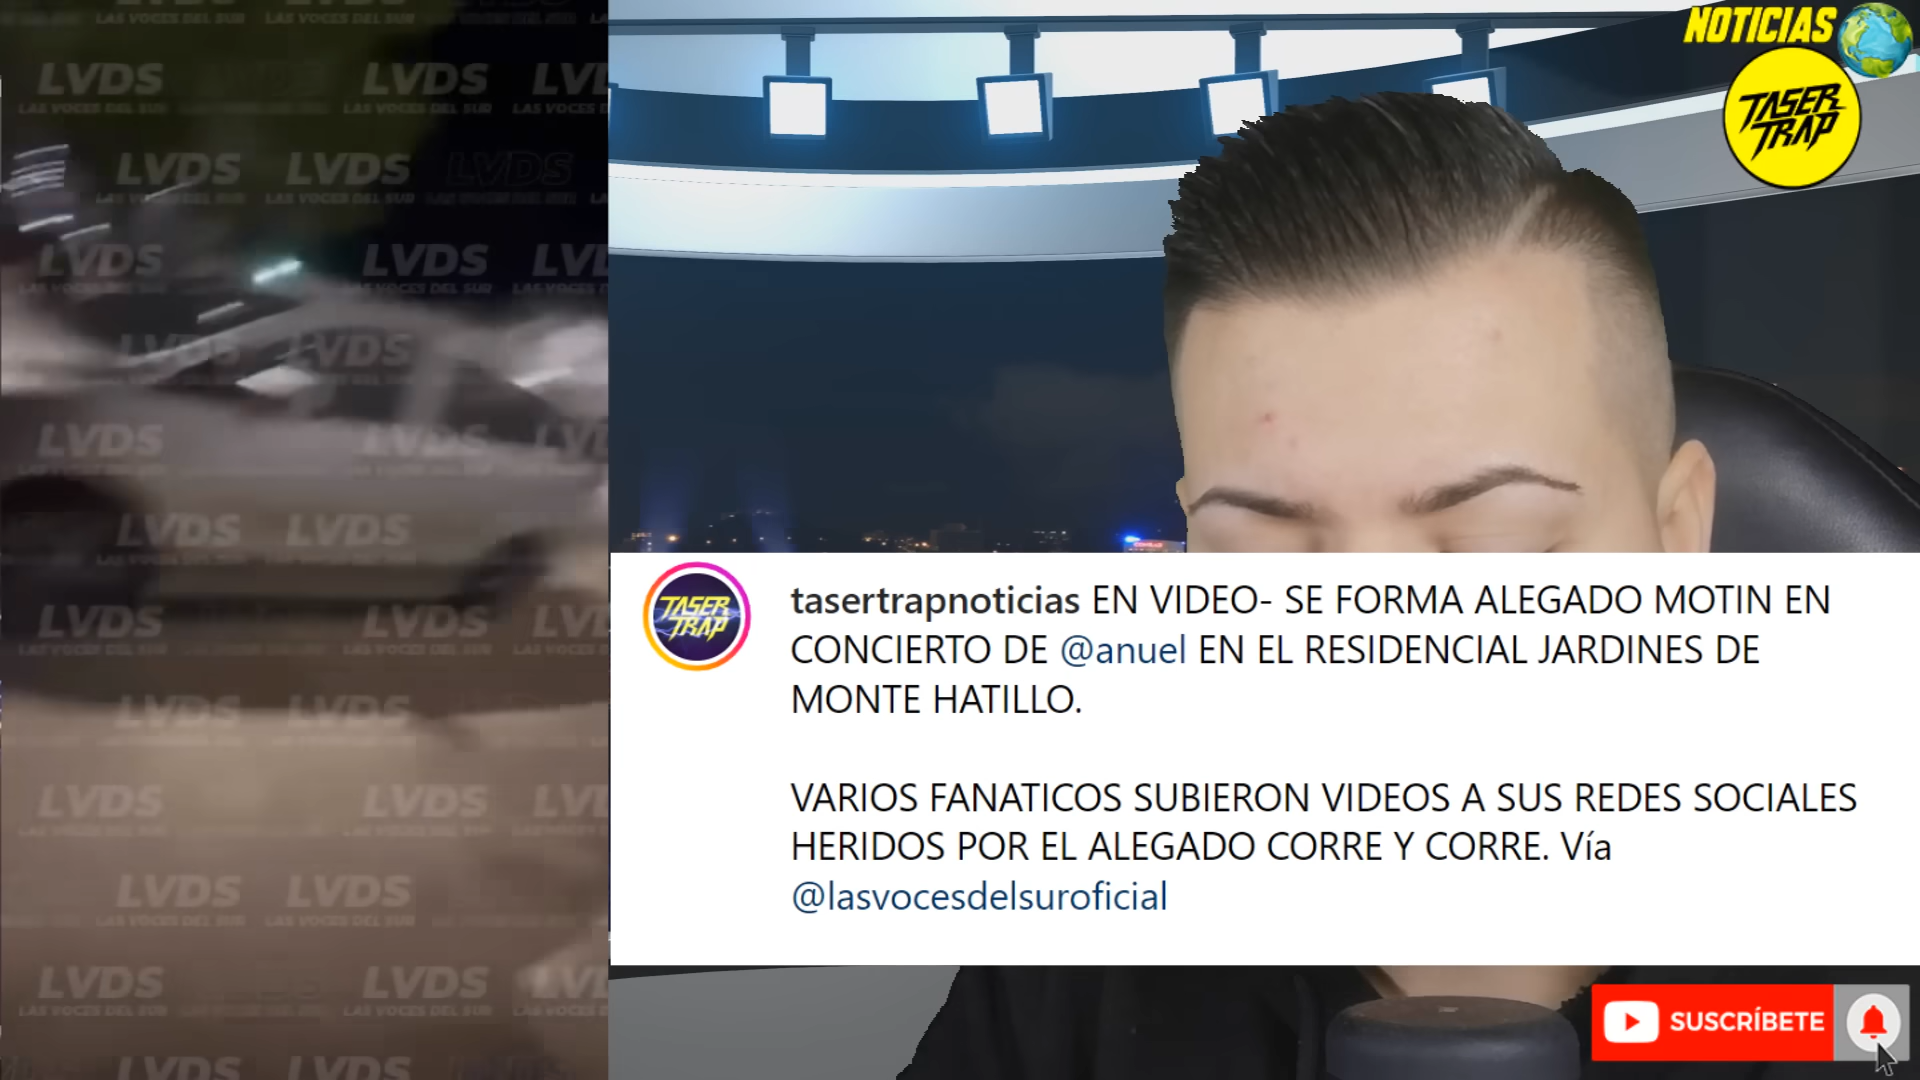 NOTICIAS
TASER
TRAP
LVDS
LAS VOCES DEL SUR
TASER
TRAP
tasertrapnoticias EN VIDEO- SE FORMA ALEGADO MOTIN EN
CONCIERTO DE @anuel EN EL RESIDENCIAL JARDINES DE
MONTE HATILLO.
VARIOS FANATICOS SUBIERON VIDEOS A SUS REDES SOCIALES
HERIDOS POR EL ALEGADO CORRE Y CORRE. Vía
@lasvocesdelsuroficial
SUSCRÍBETE